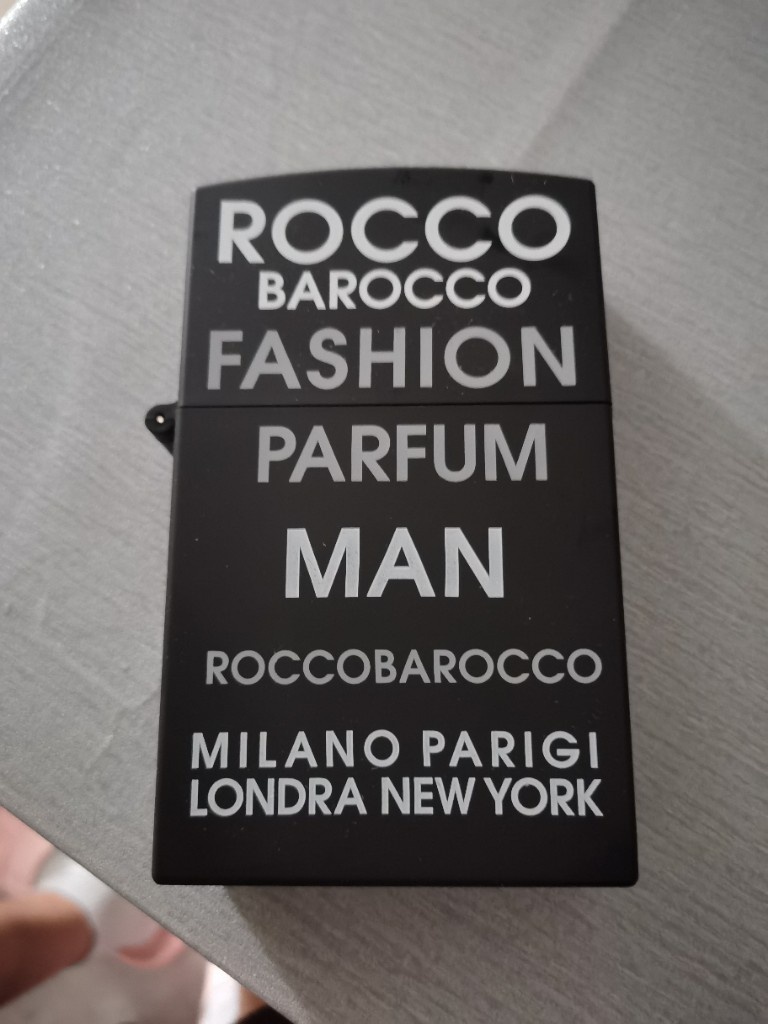 ROCCO
BAROCCO
FASHION
PARFUM
MAN
ROCCOBAROCCO
MILANO PARIGI
LONDRA NEW YORK